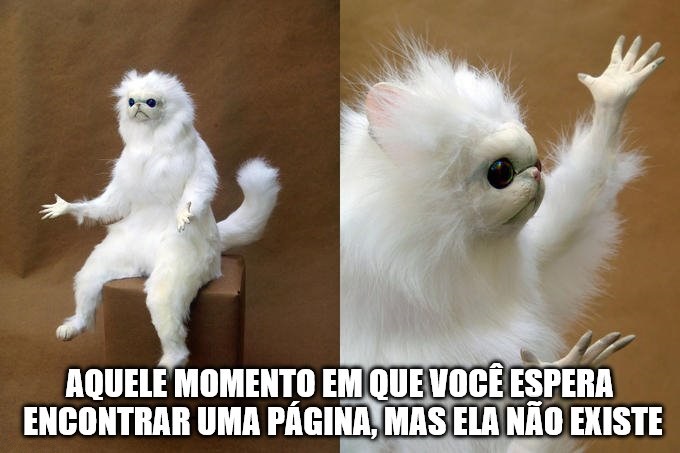 AQUELE MOMENTO EM QUE VOCÊ ESPERA
ENCONTRAR UMA PÁGINA, MAS ELA NÃO EXISTE